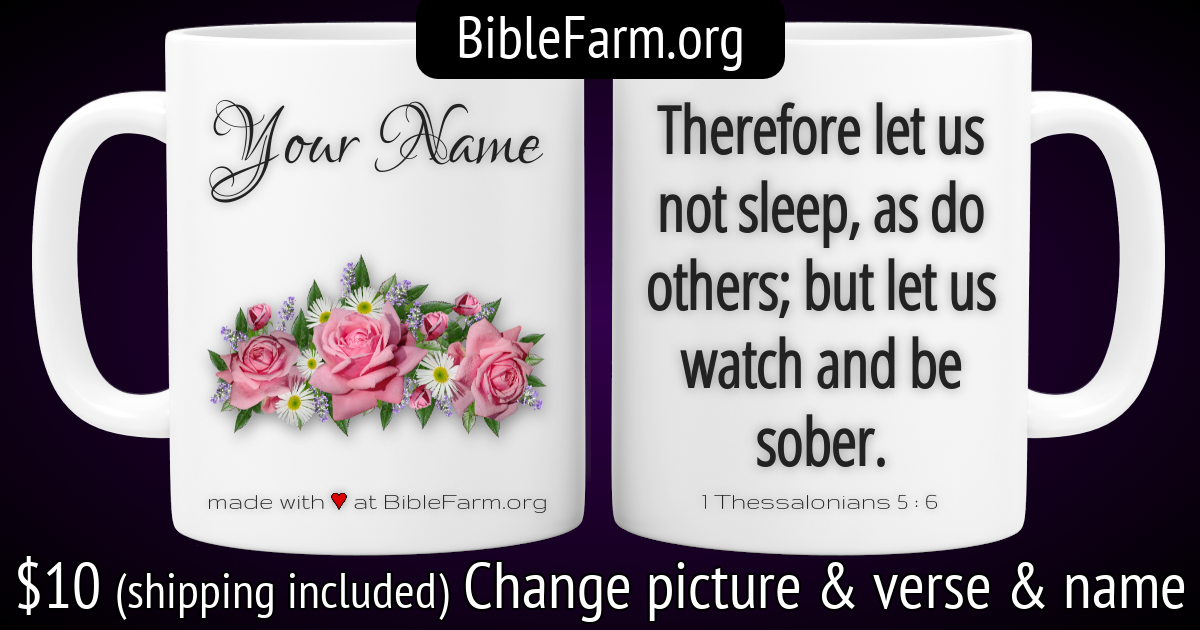 BibleFarm.org
Your Name
made with ♥ at BibleFarm.org
Therefore let us
not sleep, as do
others; but let us
watch and be
sober.
1 Thessalonians 5 : 6
$10 (shipping included) Change picture & verse & name